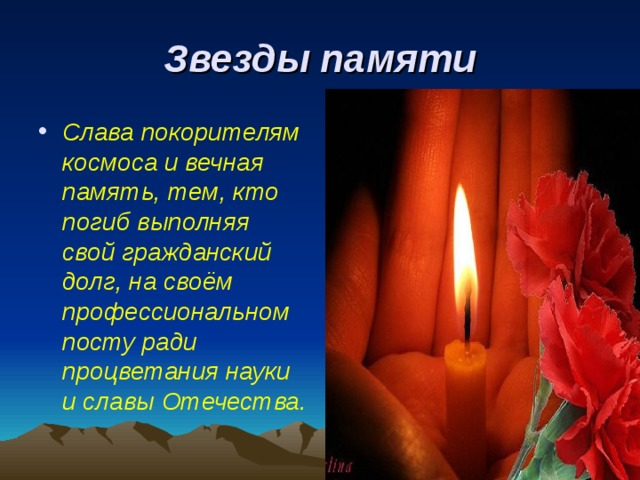 Звезды памяти
• Слава покорителям
космоса и вечная
память, тем, кто
погиб выполняя
свой гражданский
долг, на своём
профессиональном
посту ради
процветания науки
и славы Отечества.